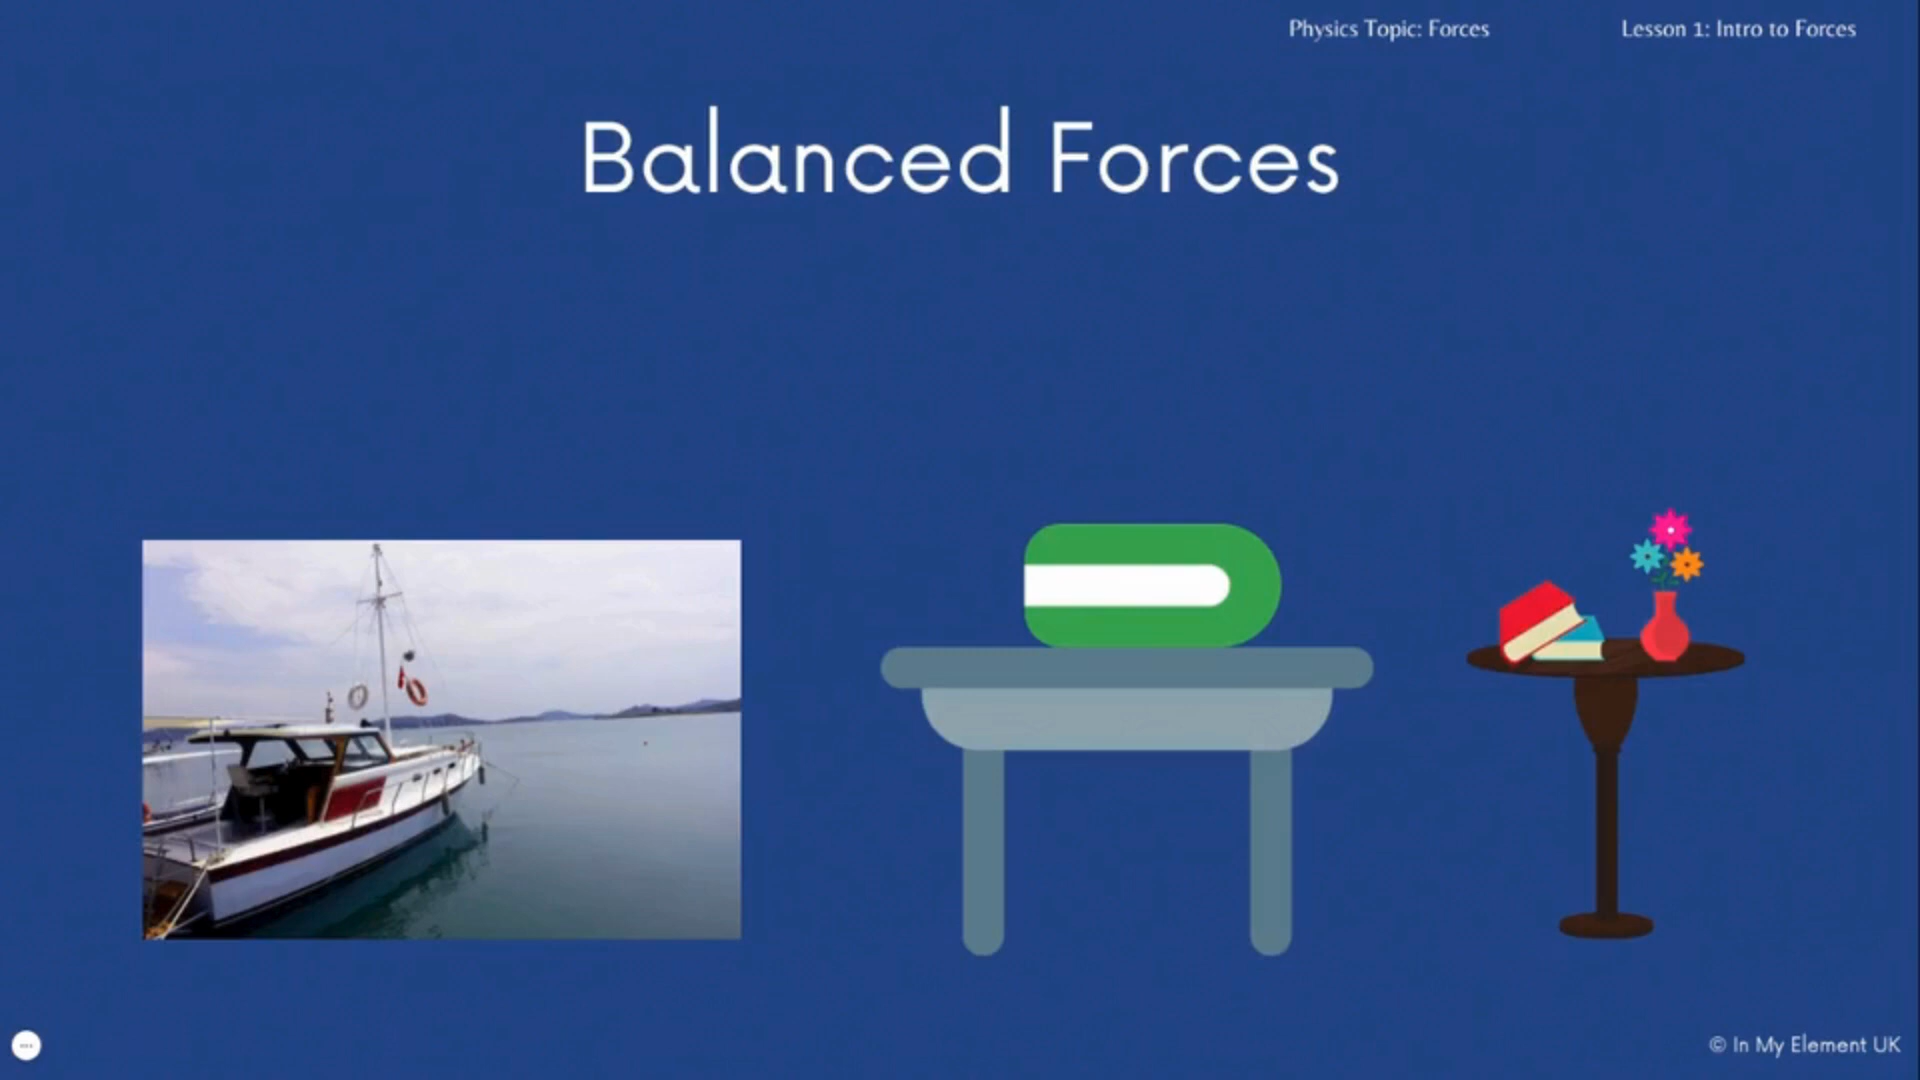 Physics Topic: Forces
Lesson 1: Intro to Forces
Balanced Forces
© In My Element UK